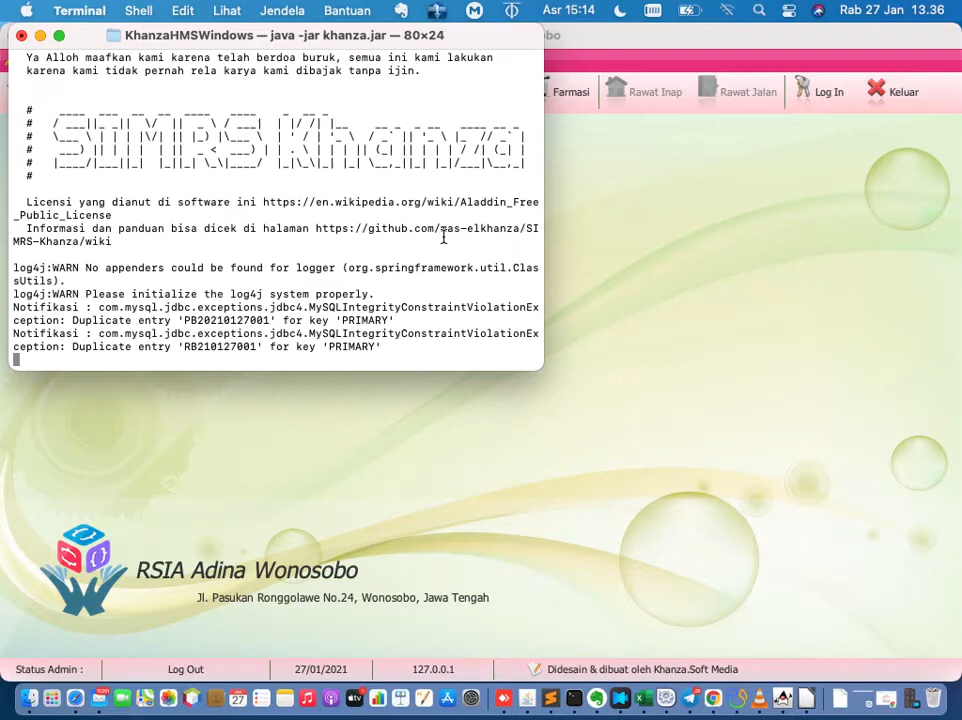 Terminal Shell Edit Lihat Jendela Bantuan Asr 15:14 Rab 27 Jan 13.36
KhanzaHMSWindows — java -jar khanza.jar — 80×24
bo
Farmasi Rawat Inap Rawat Jalan Log In Keluar
Ya Alloh maafkan kami karena telah berdoa buruk, semua ini kami lakukan
karena kami tidak pernah rela karya kami dibajak tanpa ijin.
SIMRS Khanza
Licensi yang dianut di software ini https://en.wikipedia.org/wiki/Aladdin_Free
_Public_License
Informasi dan panduan bisa dicek di halaman https://github.com/mas-elkhanza/SI
MRS-Khanza/wiki
log4j:WARN No appenders could be found for logger (org.springframework.util.Clas
sUtils).
log4j:WARN Please initialize the log4j system properly.
Notifikasi : com.mysql.jdbc.exceptions.jdbc4.MySQLIntegrityConstraintViolationEx
ception: Duplicate entry 'PB20210127001' for key 'PRIMARY'
Notifikasi : com.mysql.jdbc.exceptions.jdbc4.MySQLIntegrityConstraintViolationEx
ception: Duplicate entry 'RB210127001' for key 'PRIMARY'
RSIA Adina Wonosobo
Jl. Pasukan Ronggolawe No.24, Wonosobo, Jawa Tengah
Status Admin : Log Out 27/01/2021 127.0.0.1 Didesain & dibuat oleh Khanza.Soft Media